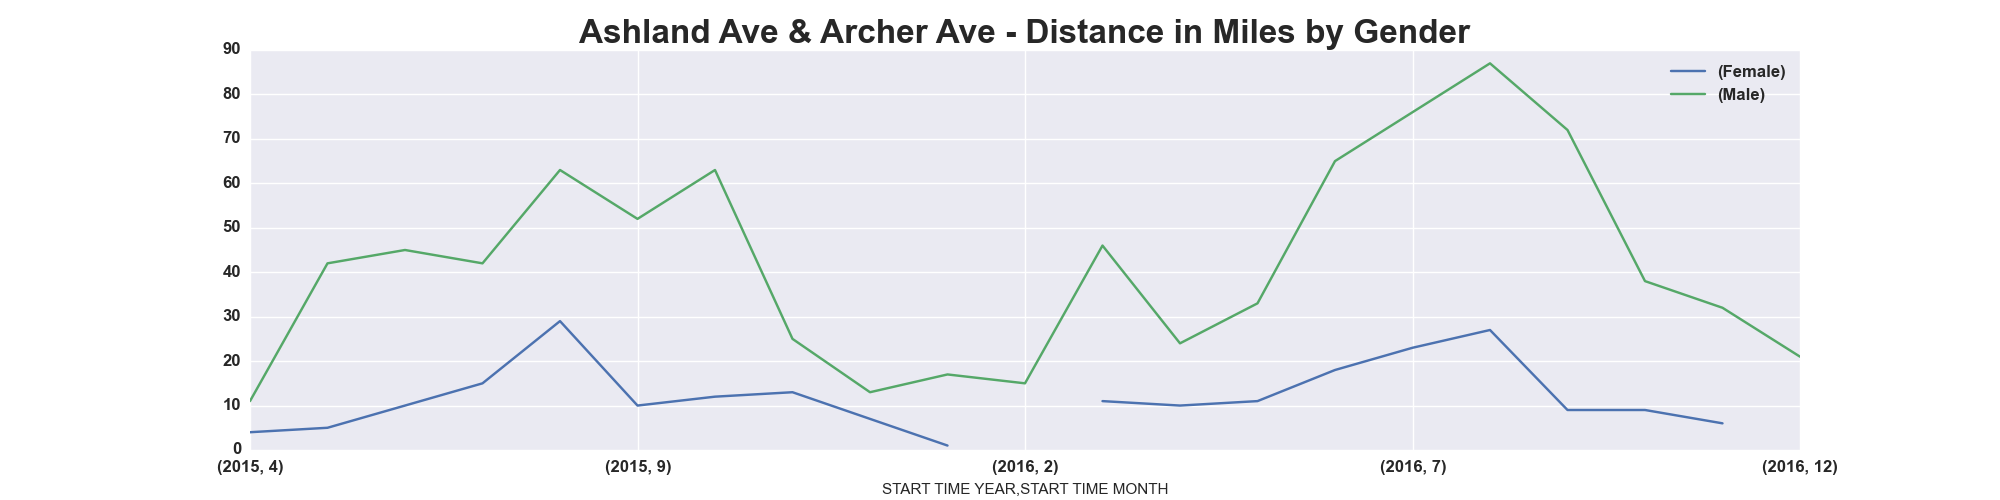 Ashland Ave & Archer Ave - Distance in Miles by Gender
90
80
70
60
50
40
30
20
10
0
(Female)
(Male)
(2015, 4) (2015, 9) (2016, 2) (2016, 7) (2016, 12)
START TIME YEAR,START TIME MONTH